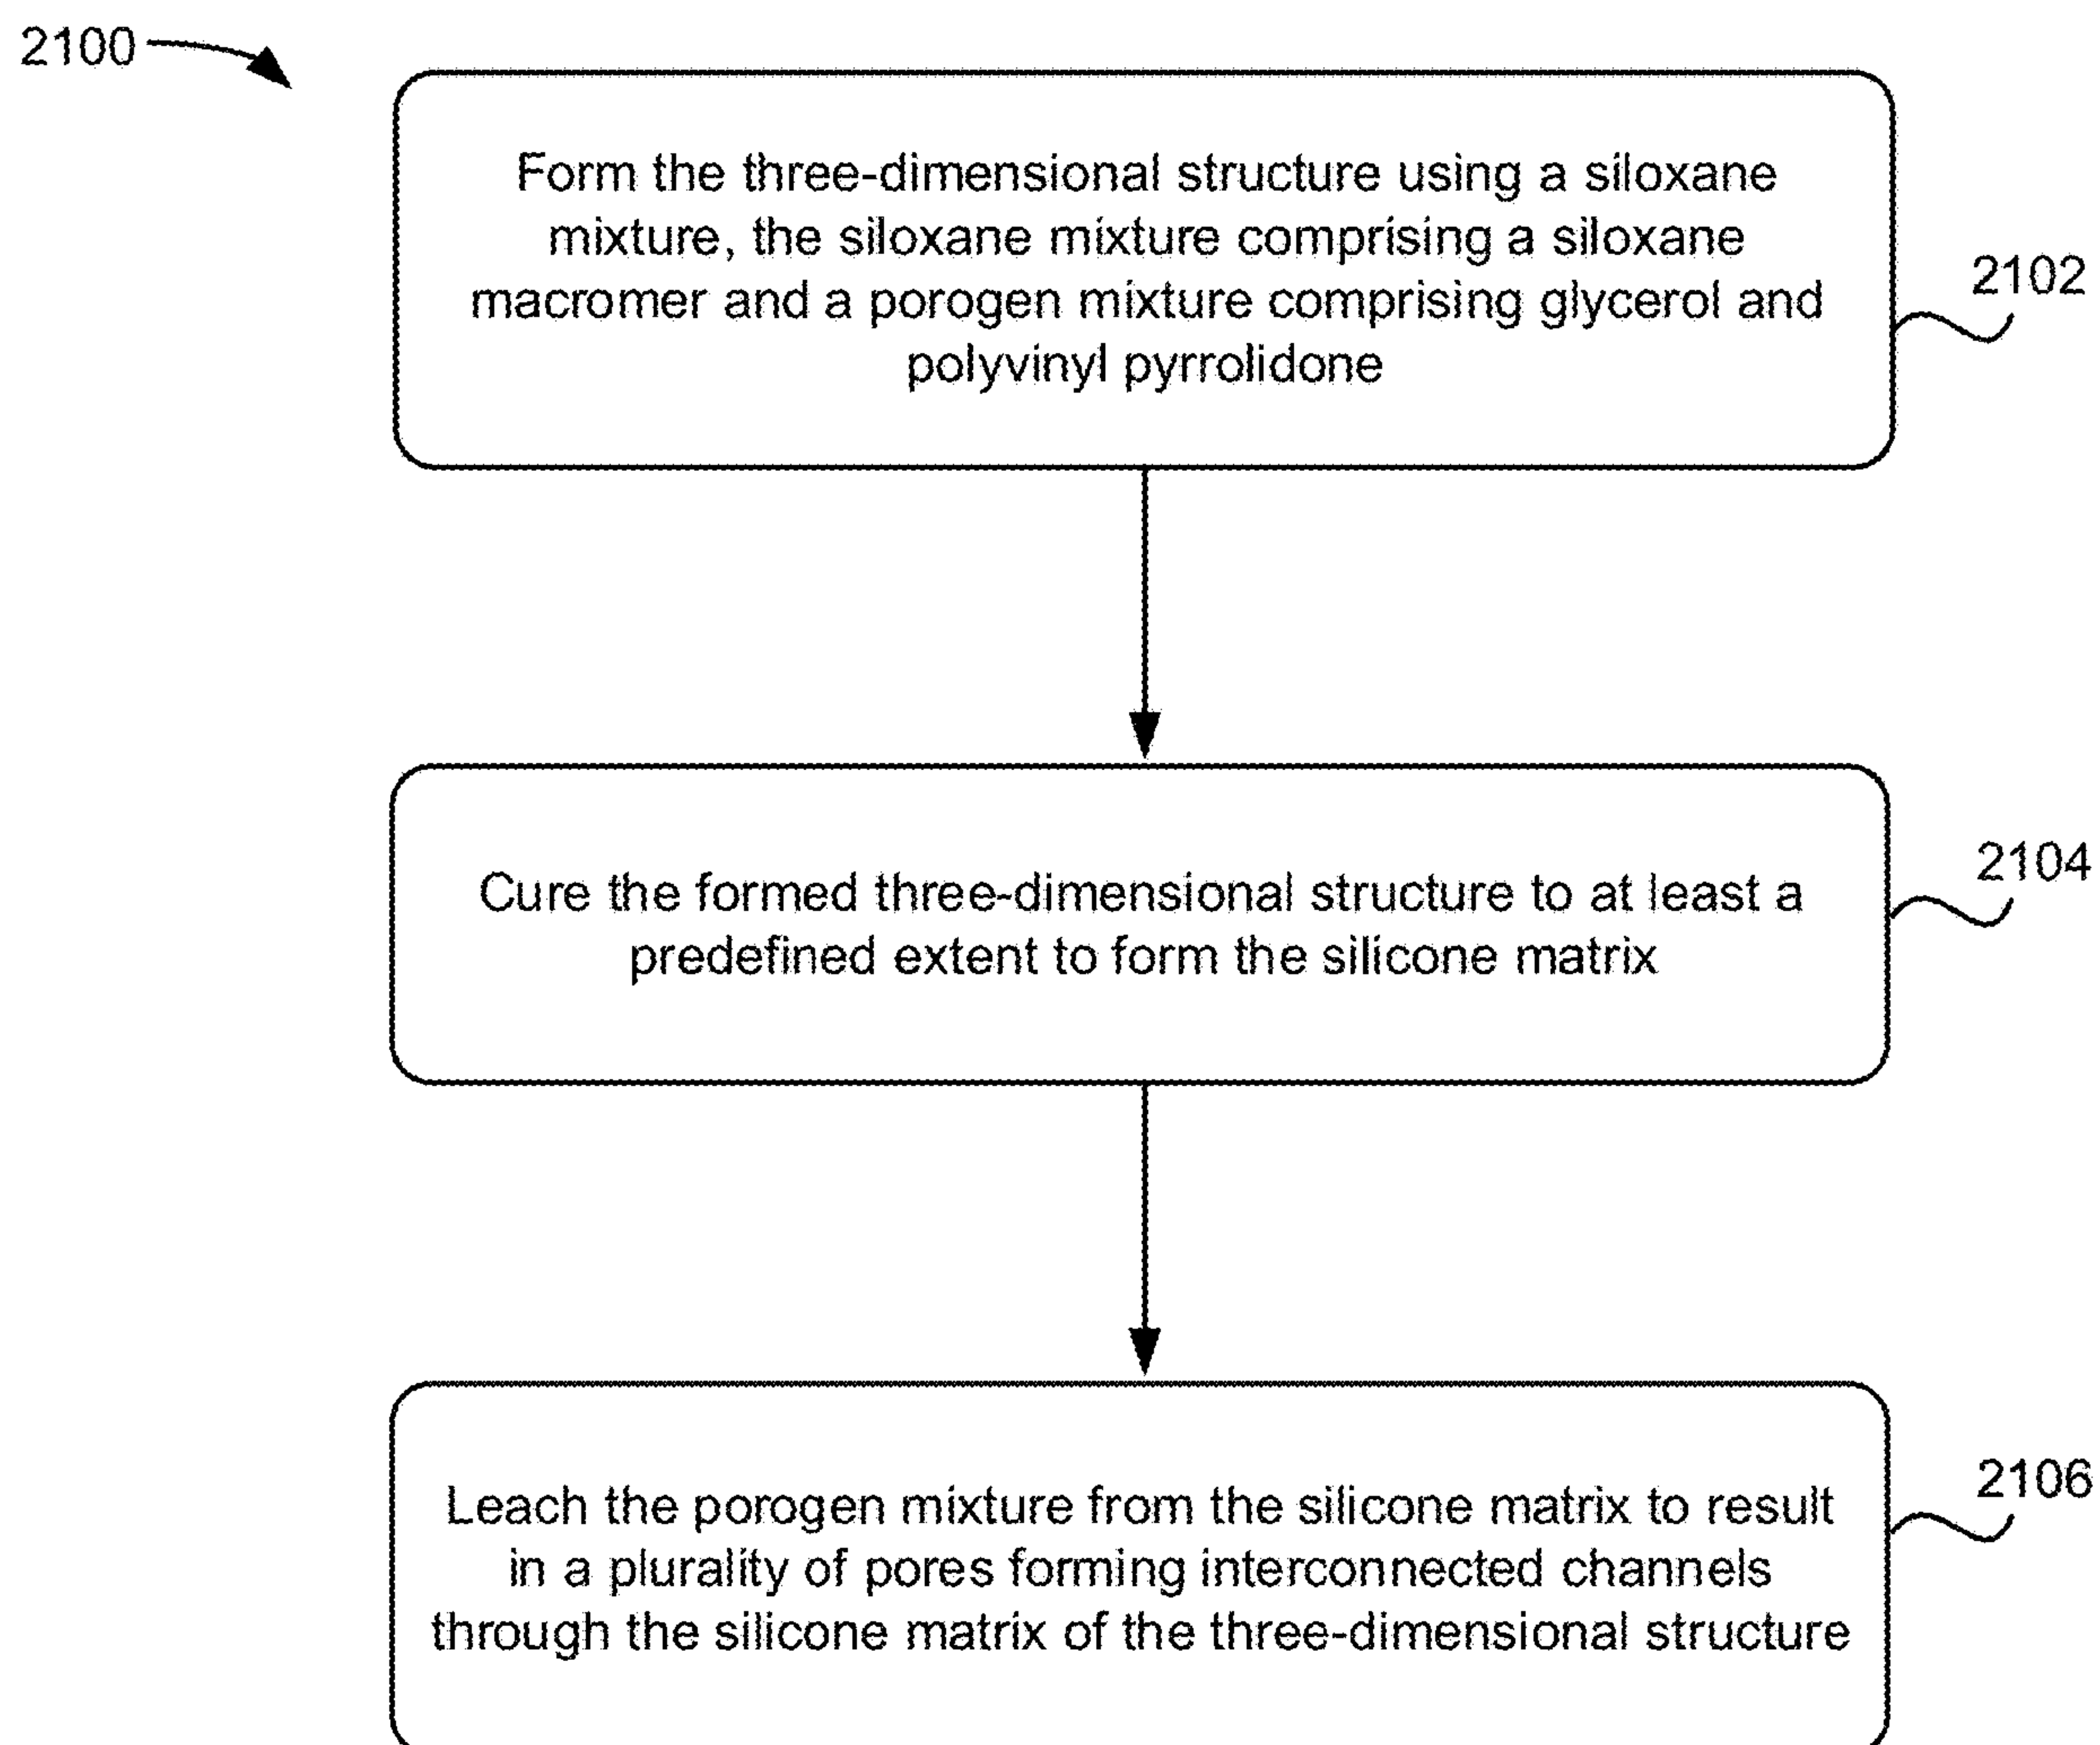 2100
Form the three-dimensional structure using a siloxane
mixture, the siloxane mixture comprising a siloxane
macromer and a porogen mixture comprising glycerol and
polyvinyl pyrrolidone
2102
Cure the formed three-dimensional structure to at least a
predefined extent to form the silicone matrix
2104
Leach the porogen mixture from the silicone matrix to result
in a plurality of pores forming interconnected channels
through the silicone matrix of the three-dimensional structure
2106